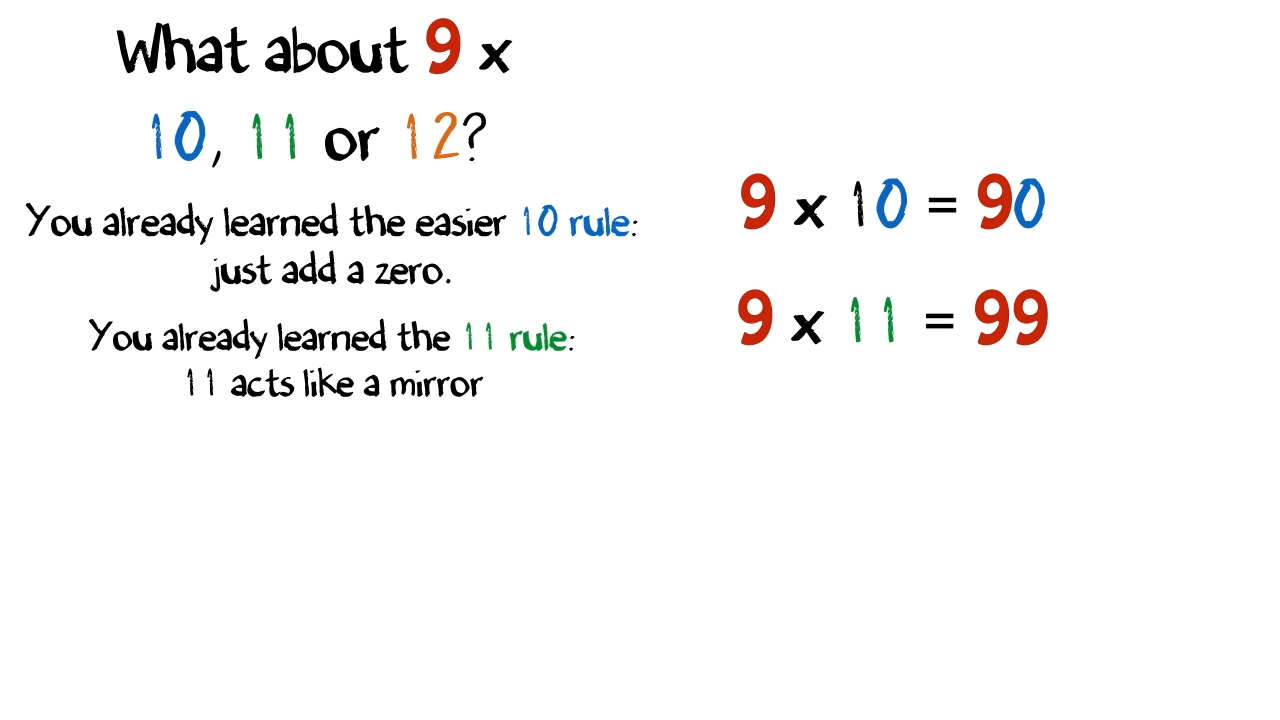 What about 9 x
10, 11 or 12?
You already learned the easier 10 rule:
just add a zero.
You already learned the 11 rule:
11 acts like a mirror
9 x 10 = 90
9 x 11 = 99